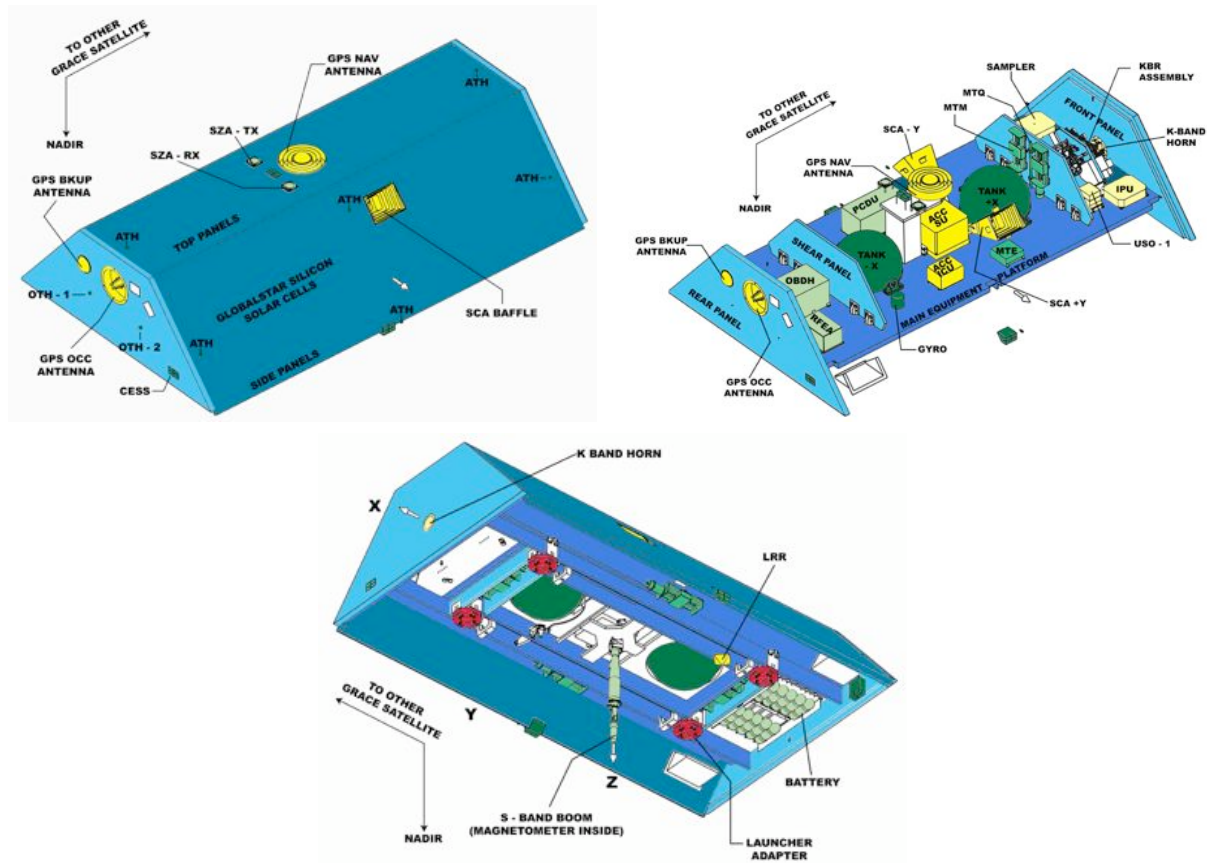 TO OTHER
GRACE SATELLITE
NADIR
GPS NAV
ANTENNA
ATH
SZA - TX
SZA - RX
GPS BKUP
ANTENNA
ATH
ATH
ATH
TOP PANELS
OTH - 1
GLOBALSTAR SILICON
SOLAR CELLS
SCA BAFFLE
OTH - 2
ATH
ATH
GPS OCC
ANTENNA
SIDE PANELS
CESS
SAMPLER
KBR
ASSEMBLY
MTQ
MTM
FRONT PANEL
TO OTHER
GRACE SATELLITE
SCA - Y
K-BAND
HORN
GPS NAV
ANTENNA
NADIR
PCDU
TANK +X
IPU
ACC
SU
GPS BKUP
ANTENNA
SHEAR PANEL
USO - 1
TANK
- X
MTE
ACC
ICU
OBDH
REAR PANEL
RFEA
MAIN EQUIPMENT PLATFORM
SCA +Y
GYRO
GPS OCC
ANTENNA
K BAND HORN
X
LRR
TO OTHER
GRACE SATELLITE
Y
BATTERY
Z
S - BAND BOOM
(MAGNETOMETER INSIDE)
NADIR
LAUNCHER
ADAPTER